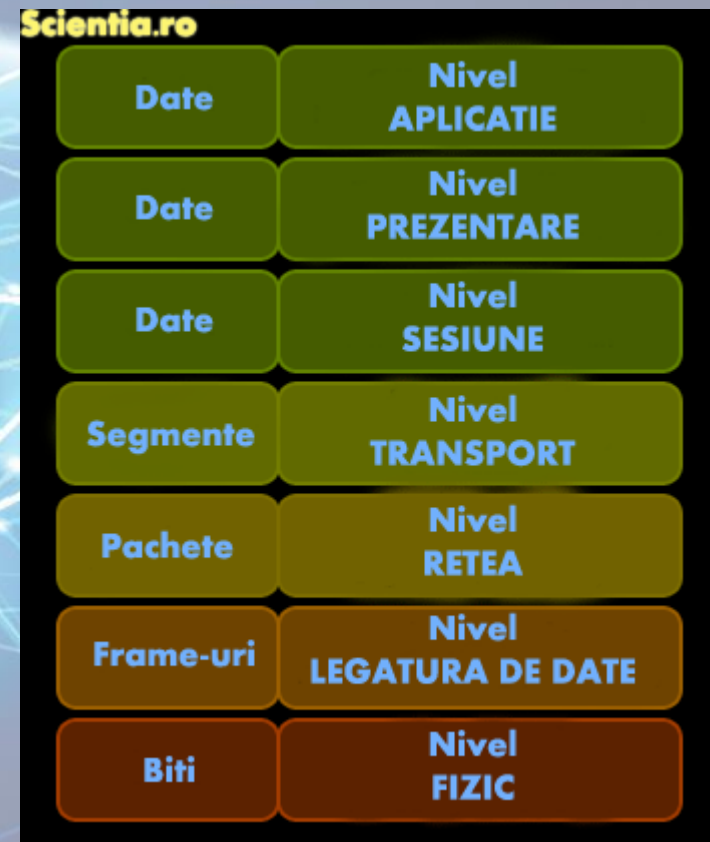 Scientia.ro
Date
Nivel
APLICATIE
Date
Nivel
PREZENTARE
Date
Nivel
SESIUNE
Segmente
Nivel
TRANSPORT
Pachete
Nivel
RETEA
Frame-uri
Nivel
LEGATURA DE DATE
Biti
Nivel
FIZIC